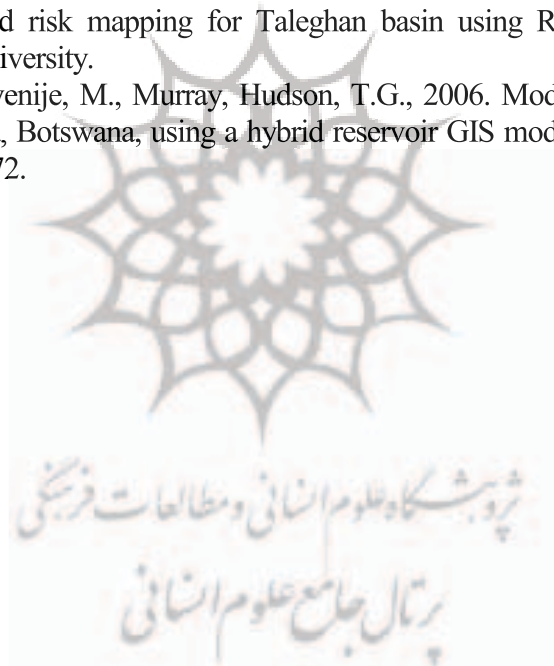 d risk mapping for Taleghan basin using R
iversity.
venije, M., Murray, Hudson, T.G., 2006. Mod
, Botswana, using a hybrid reservoir GIS mod
72.
پژوهشگاه علوم انسانی و مطالعات فرهنگی
پرتال جامع علوم انسانی